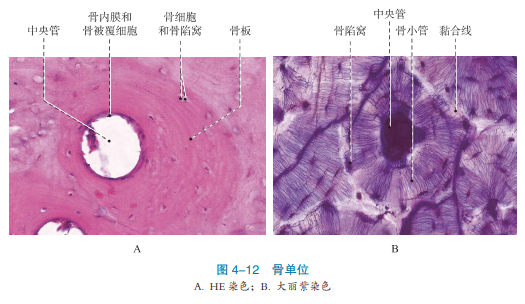 中央管
骨内膜和
骨被覆细胞
骨细胞
和骨陷窝
骨板
骨陷窝
中央管
骨小管
黏合线
A
B
图 4-12 骨单位
A. HE 染色；B. 大丽紫染色